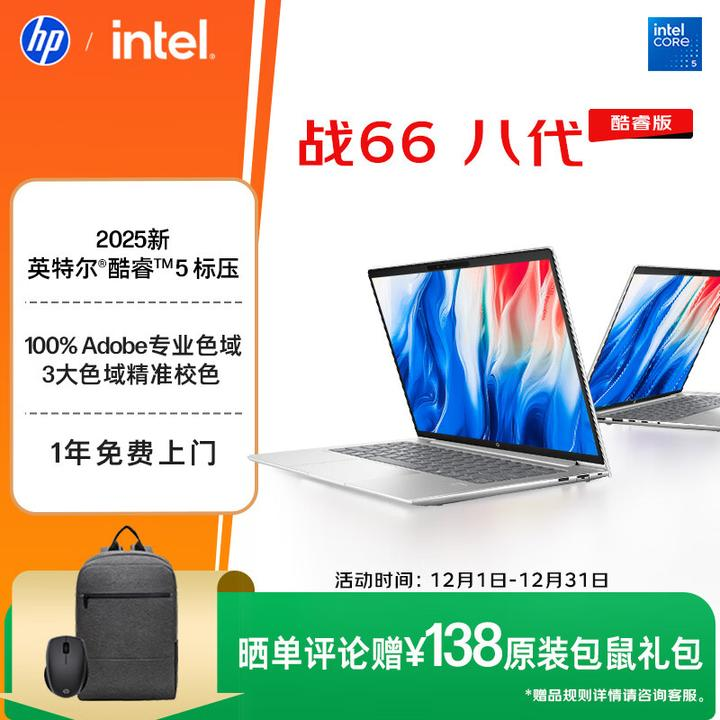 hp / intel.
intel
CORE
5
战66 八代
酷睿版
2025新
英特尔®酷睿™5 标压
100% Adobe专业色域
3大色域精准校色
1年免费上门
活动时间：12月1日-12月31日
晒单评论赠¥138原装包鼠礼包
*赠品规则详情请咨询客服。